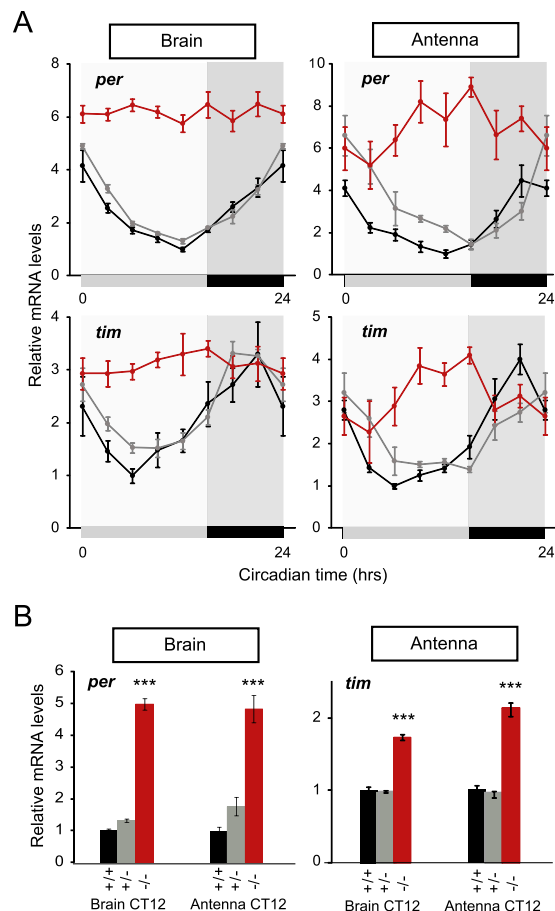 A
Brain
Antenna
Relative mRNA levels
per
8
6
4
2
0
0
24
per
10
8
6
4
2
0
0
24
tim
4
3
2
1
0
0
24
tim
5
4
3
2
1
0
0
24
Circadian time (hrs)
B
Brain
Antenna
Relative mRNA levels
per
6
5
4
3
2
1
0
***
***
+/+
+/-
-/-
+/+
+/-
-/-
Brain CT12
Antenna CT12
tim
2
1
0
***
***
+/+
+/-
-/-
+/+
+/-
-/-
Brain CT12
Antenna CT12